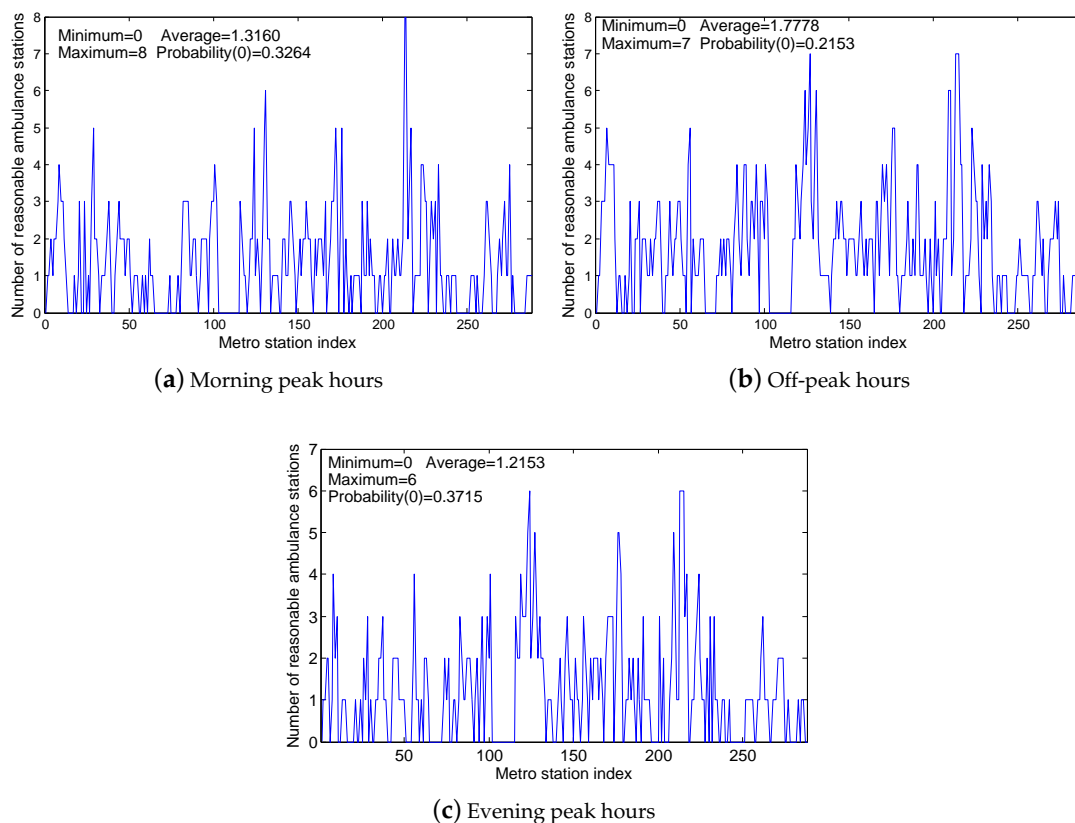 Minimum=0 Average=1.3160
Maximum=8 Probability(0)=0.3264
Number of reasonable ambulance stations
8
7
6
5
4
3
2
1
0
0 50 100 150 200 250
Metro station index
(a) Morning peak hours
Minimum=0 Average=1.7778
Maximum=7 Probability(0)=0.2153
Number of reasonable ambulance stations
8
7
6
5
4
3
2
1
0
0 50 100 150 200 250
Metro station index
(b) Off-peak hours
Minimum=0 Average=1.2153
Maximum=6
Probability(0)=0.3715
Number of reasonable ambulance stations
7
6
5
4
3
2
1
0
50 100 150 200 250
Metro station index
(c) Evening peak hours